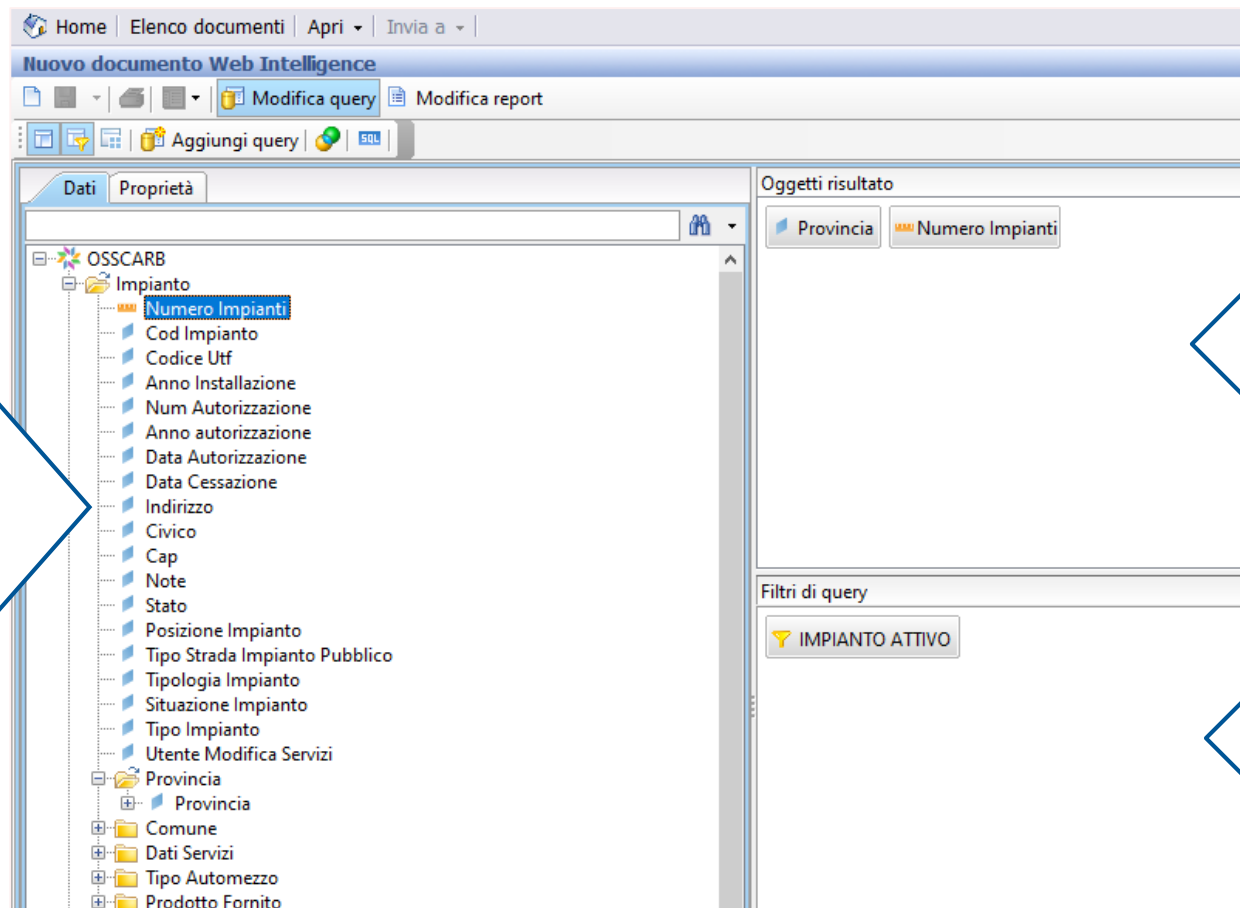 Home Elenco documenti Apri Invia a
Nuovo documento Web Intelligence
Modifica query Modifica report
Aggiungi query SQL
Dati Proprietà
OSSCARB
Impianto
Numero Impianti
Cod Impianto
Codice Utf
Anno Installazione
Num Autorizzazione
Anno autorizzazione
Data Autorizzazione
Data Cessazione
Indirizzo
Civico
Cap
Note
Stato
Posizione Impianto
Tipo Strada Impianto Pubblico
Tipologia Impianto
Situazione Impianto
Tipo Impianto
Utente Modifica Servizi
Provincia
Provincia
Comune
Dati Servizi
Tipo Automezzo
Prodotto Fornito
Oggetti risultato
Provincia Numero Impianti
Filtri di query
IMPIANTO ATTIVO